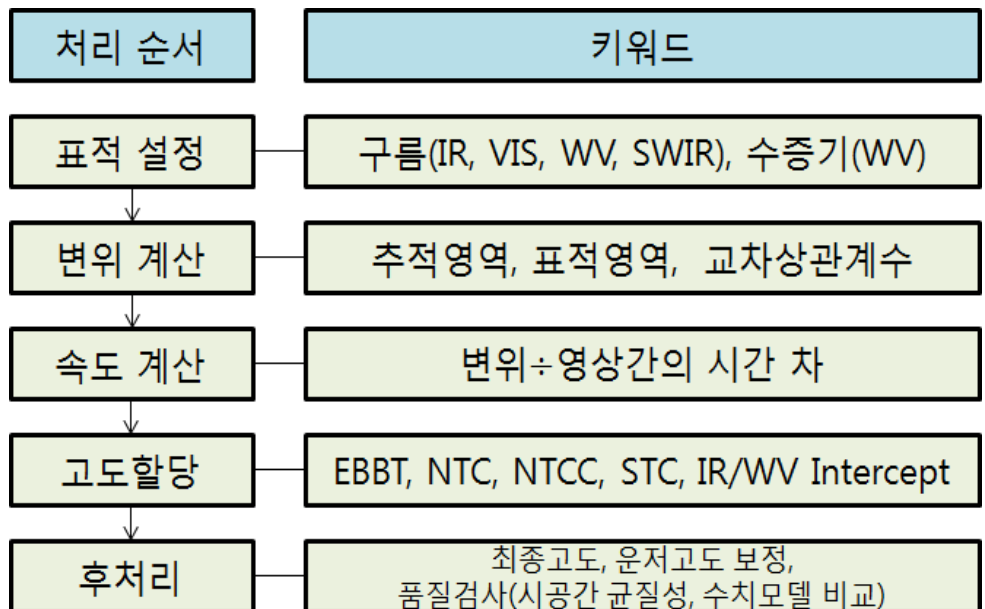 처리 순서
키워드
표적 설정
구름(IR, VIS, WV, SWIR), 수증기(WV)
변위 계산
추적영역, 표적영역, 교차상관계수
속도 계산
변위÷영상간의 시간 차
고도할당
EBBT, NTC, NTCC, STC, IR/WV Intercept
후처리
최종고도, 운저고도 보정,
품질검사(시공간 균질성, 수치모델 비교)